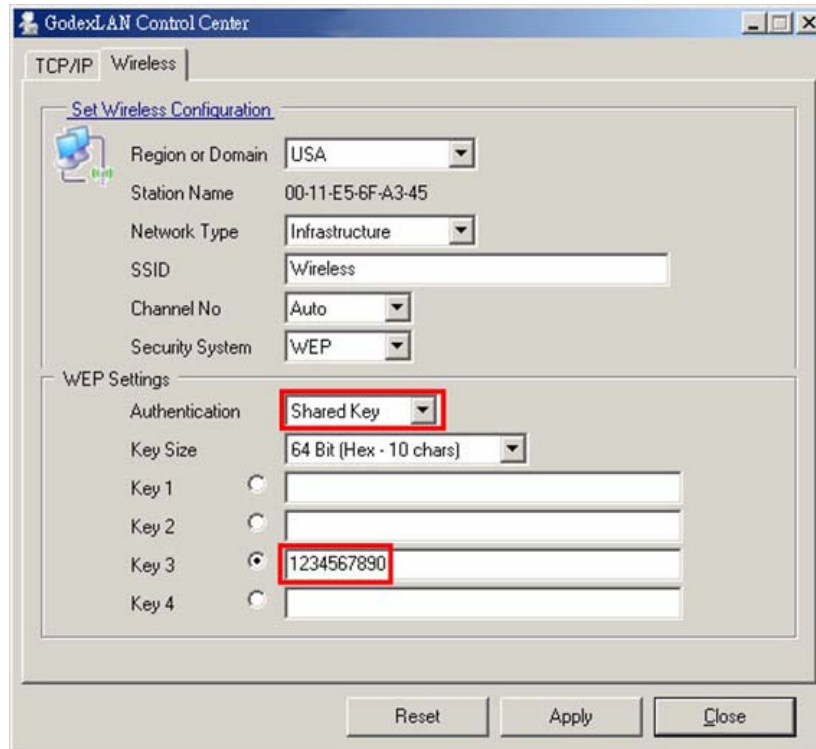 GodexLAN Control Center
TCP/IP Wireless
Set Wireless Configuration
Region or Domain USA
Station Name 00-11-E5-6F-A3-45
Network Type Infrastructure
SSID Wireless
Channel No Auto
Security System WEP
WEP Settings
Authentication Shared Key
Key Size 64 Bit (Hex - 10 chars)
Key 1
Key 2
Key 3 1234567890
Key 4
Reset Apply Close